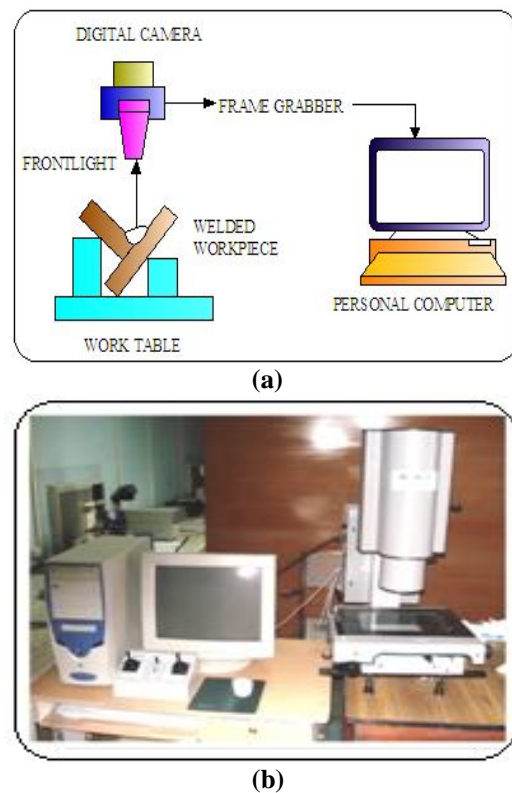 DIGITAL CAMERA
FRAME GRABBER
FRONTLIGHT
WELDED
WORKPIECE
PERSONAL COMPUTER
WORK TABLE
(a)
(b)